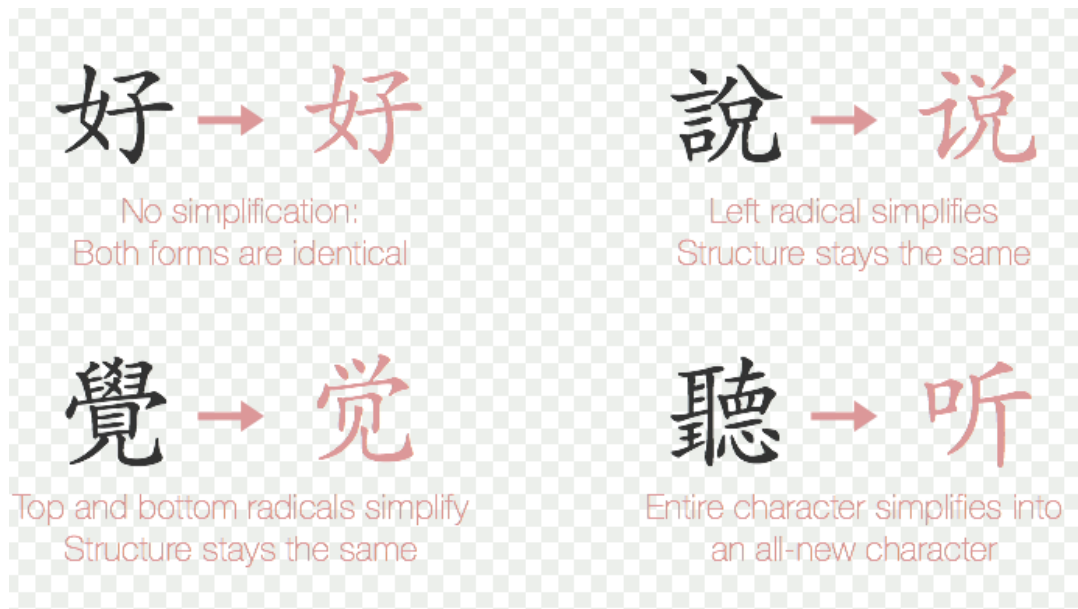 好 → 好
No simplification:
Both forms are identical
說 → 说
Left radical simplifies
Structure stays the same
覺 → 觉
Top and bottom radicals simplify
Structure stays the same
聽 → 听
Entire character simplifies into
an all-new character